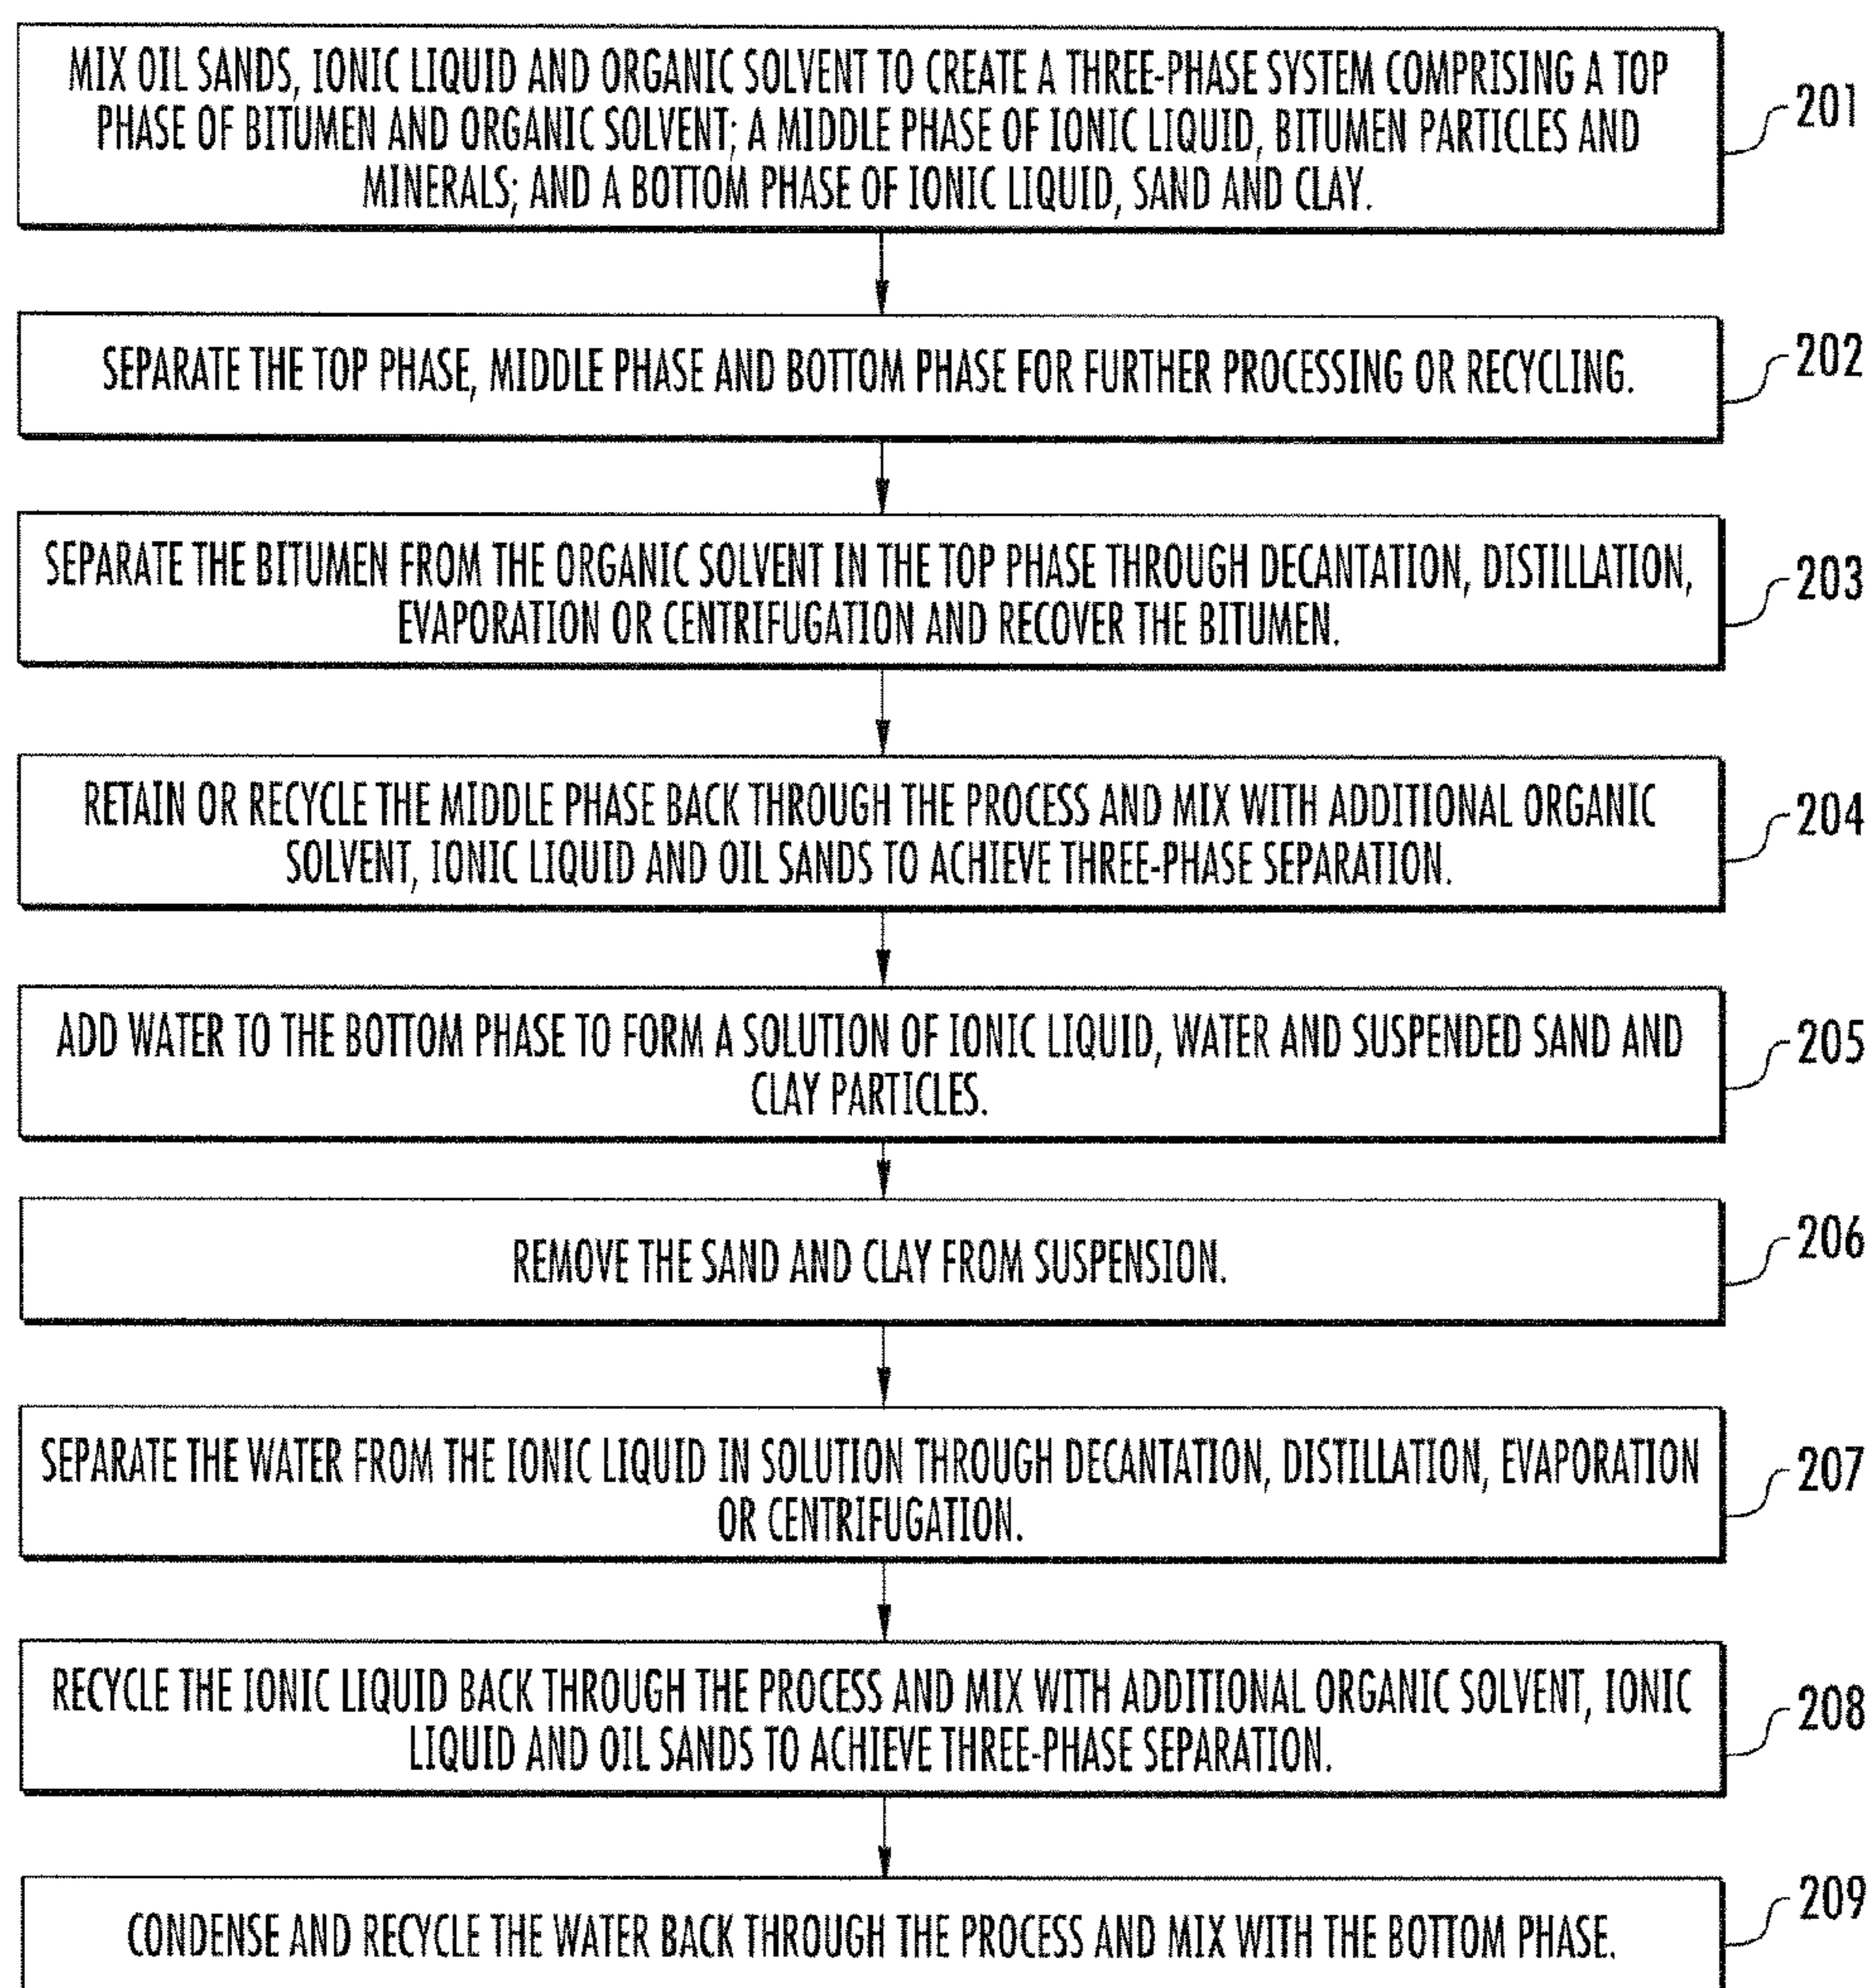 MIX OIL SANDS, IONIC LIQUID AND ORGANIC SOLVENT TO CREATE A THREE-PHASE SYSTEM COMPRISING A TOP
PHASE OF BITUMEN AND ORGANIC SOLVENT; A MIDDLE PHASE OF IONIC LIQUID, BITUMEN PARTICLES AND
MINERALS; AND A BOTTOM PHASE OF IONIC LIQUID, SAND AND CLAY.
201
SEPARATE THE TOP PHASE, MIDDLE PHASE AND BOTTOM PHASE FOR FURTHER PROCESSING OR RECYCLING.
202
SEPARATE THE BITUMEN FROM THE ORGANIC SOLVENT IN THE TOP PHASE THROUGH DECANTATION, DISTILLATION,
EVAPORATION OR CENTRIFUGATION AND RECOVER THE BITUMEN.
203
RETAIN OR RECYCLE THE MIDDLE PHASE BACK THROUGH THE PROCESS AND MIX WITH ADDITIONAL ORGANIC
SOLVENT, IONIC LIQUID AND OIL SANDS TO ACHIEVE THREE-PHASE SEPARATION.
204
ADD WATER TO THE BOTTOM PHASE TO FORM A SOLUTION OF IONIC LIQUID, WATER AND SUSPENDED SAND AND
CLAY PARTICLES.
205
REMOVE THE SAND AND CLAY FROM SUSPENSION.
206
SEPARATE THE WATER FROM THE IONIC LIQUID IN SOLUTION THROUGH DECANTATION, DISTILLATION, EVAPORATION
OR CENTRIFUGATION.
207
RECYCLE THE IONIC LIQUID BACK THROUGH THE PROCESS AND MIX WITH ADDITIONAL ORGANIC SOLVENT, IONIC
LIQUID AND OIL SANDS TO ACHIEVE THREE-PHASE SEPARATION.
208
CONDENSE AND RECYCLE THE WATER BACK THROUGH THE PROCESS AND MIX WITH THE BOTTOM PHASE.
209